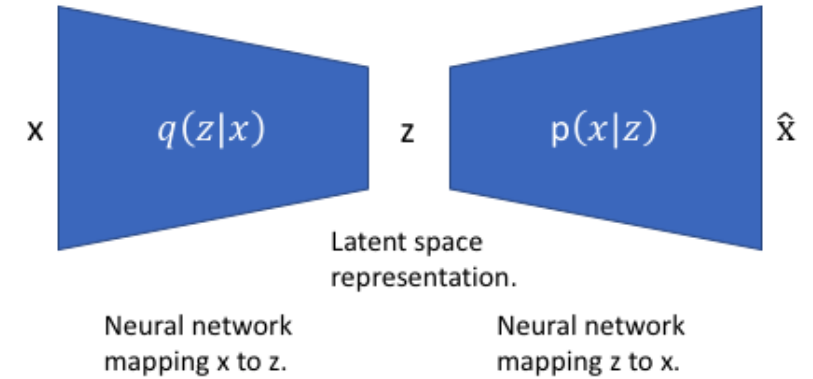 x
q(z|x)
z
p(x|z)
x̂
Latent space
representation.
Neural network
mapping x to z.
Neural network
mapping z to x.